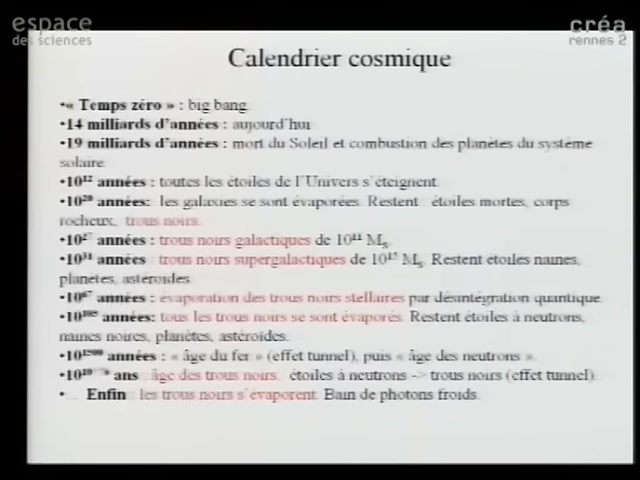 espace
des sciences
créa
rennes 2
Calendrier cosmique
•« Temps zéro » : big bang.
•14 milliards d'années : aujourd'hui
•19 milliards d'années : mort du Soleil et combustion des planètes du système
solaire.
•10¹² années : toutes les étoiles de l'Univers s'éteignent.
•10²⁰ années: les galaxies se sont évaporées. Restent : étoiles mortes, corps
rocheux, trous noirs.
•10²⁷ années : trous noirs galactiques de 10¹¹ Mₛ.
•10³¹ années : trous noirs supergalactiques de 10¹⁵ Mₛ. Restent étoiles naines,
planètes, astéroïdes.
•10⁶⁷ années : évaporation des trous noirs stellaires par désintégration quantique.
années: tous les trous noirs se sont évaporés. Restent étoiles à neutrons,
naines noires, planètes, astéroïdes.
•10¹⁵⁰⁰ années : « âge du fer » (effet tunnel), puis « âge des neutrons ».
ans : âge des trous noirs. étoiles à neutrons -> trous noirs (effet tunnel).
• Enfin : les trous noirs s'évaporent. Bain de photons froids.